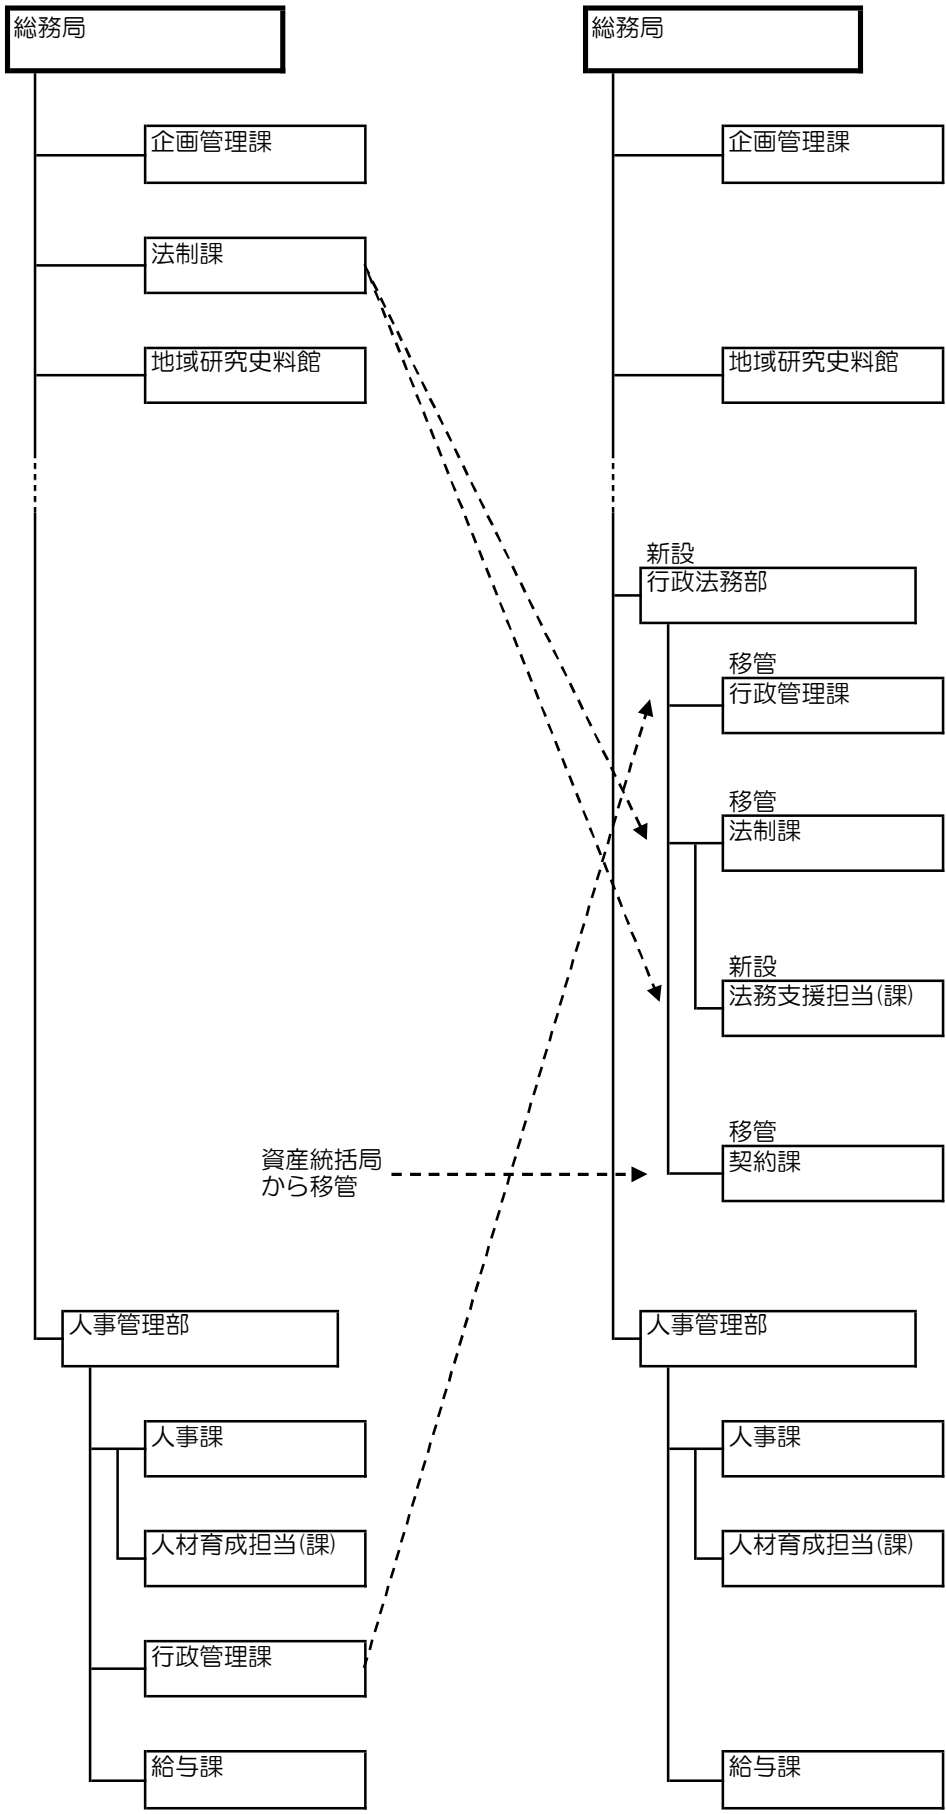 総務局
企画管理課
法制課
地域研究史料館
資産統括局
から移管
人事管理部
人事課
人材育成担当(課)
行政管理課
給与課
総務局
企画管理課
地域研究史料館
新設
行政法務部
移管
行政管理課
移管
法制課
新設
法務支援担当(課)
移管
契約課
人事管理部
人事課
人材育成担当(課)
給与課